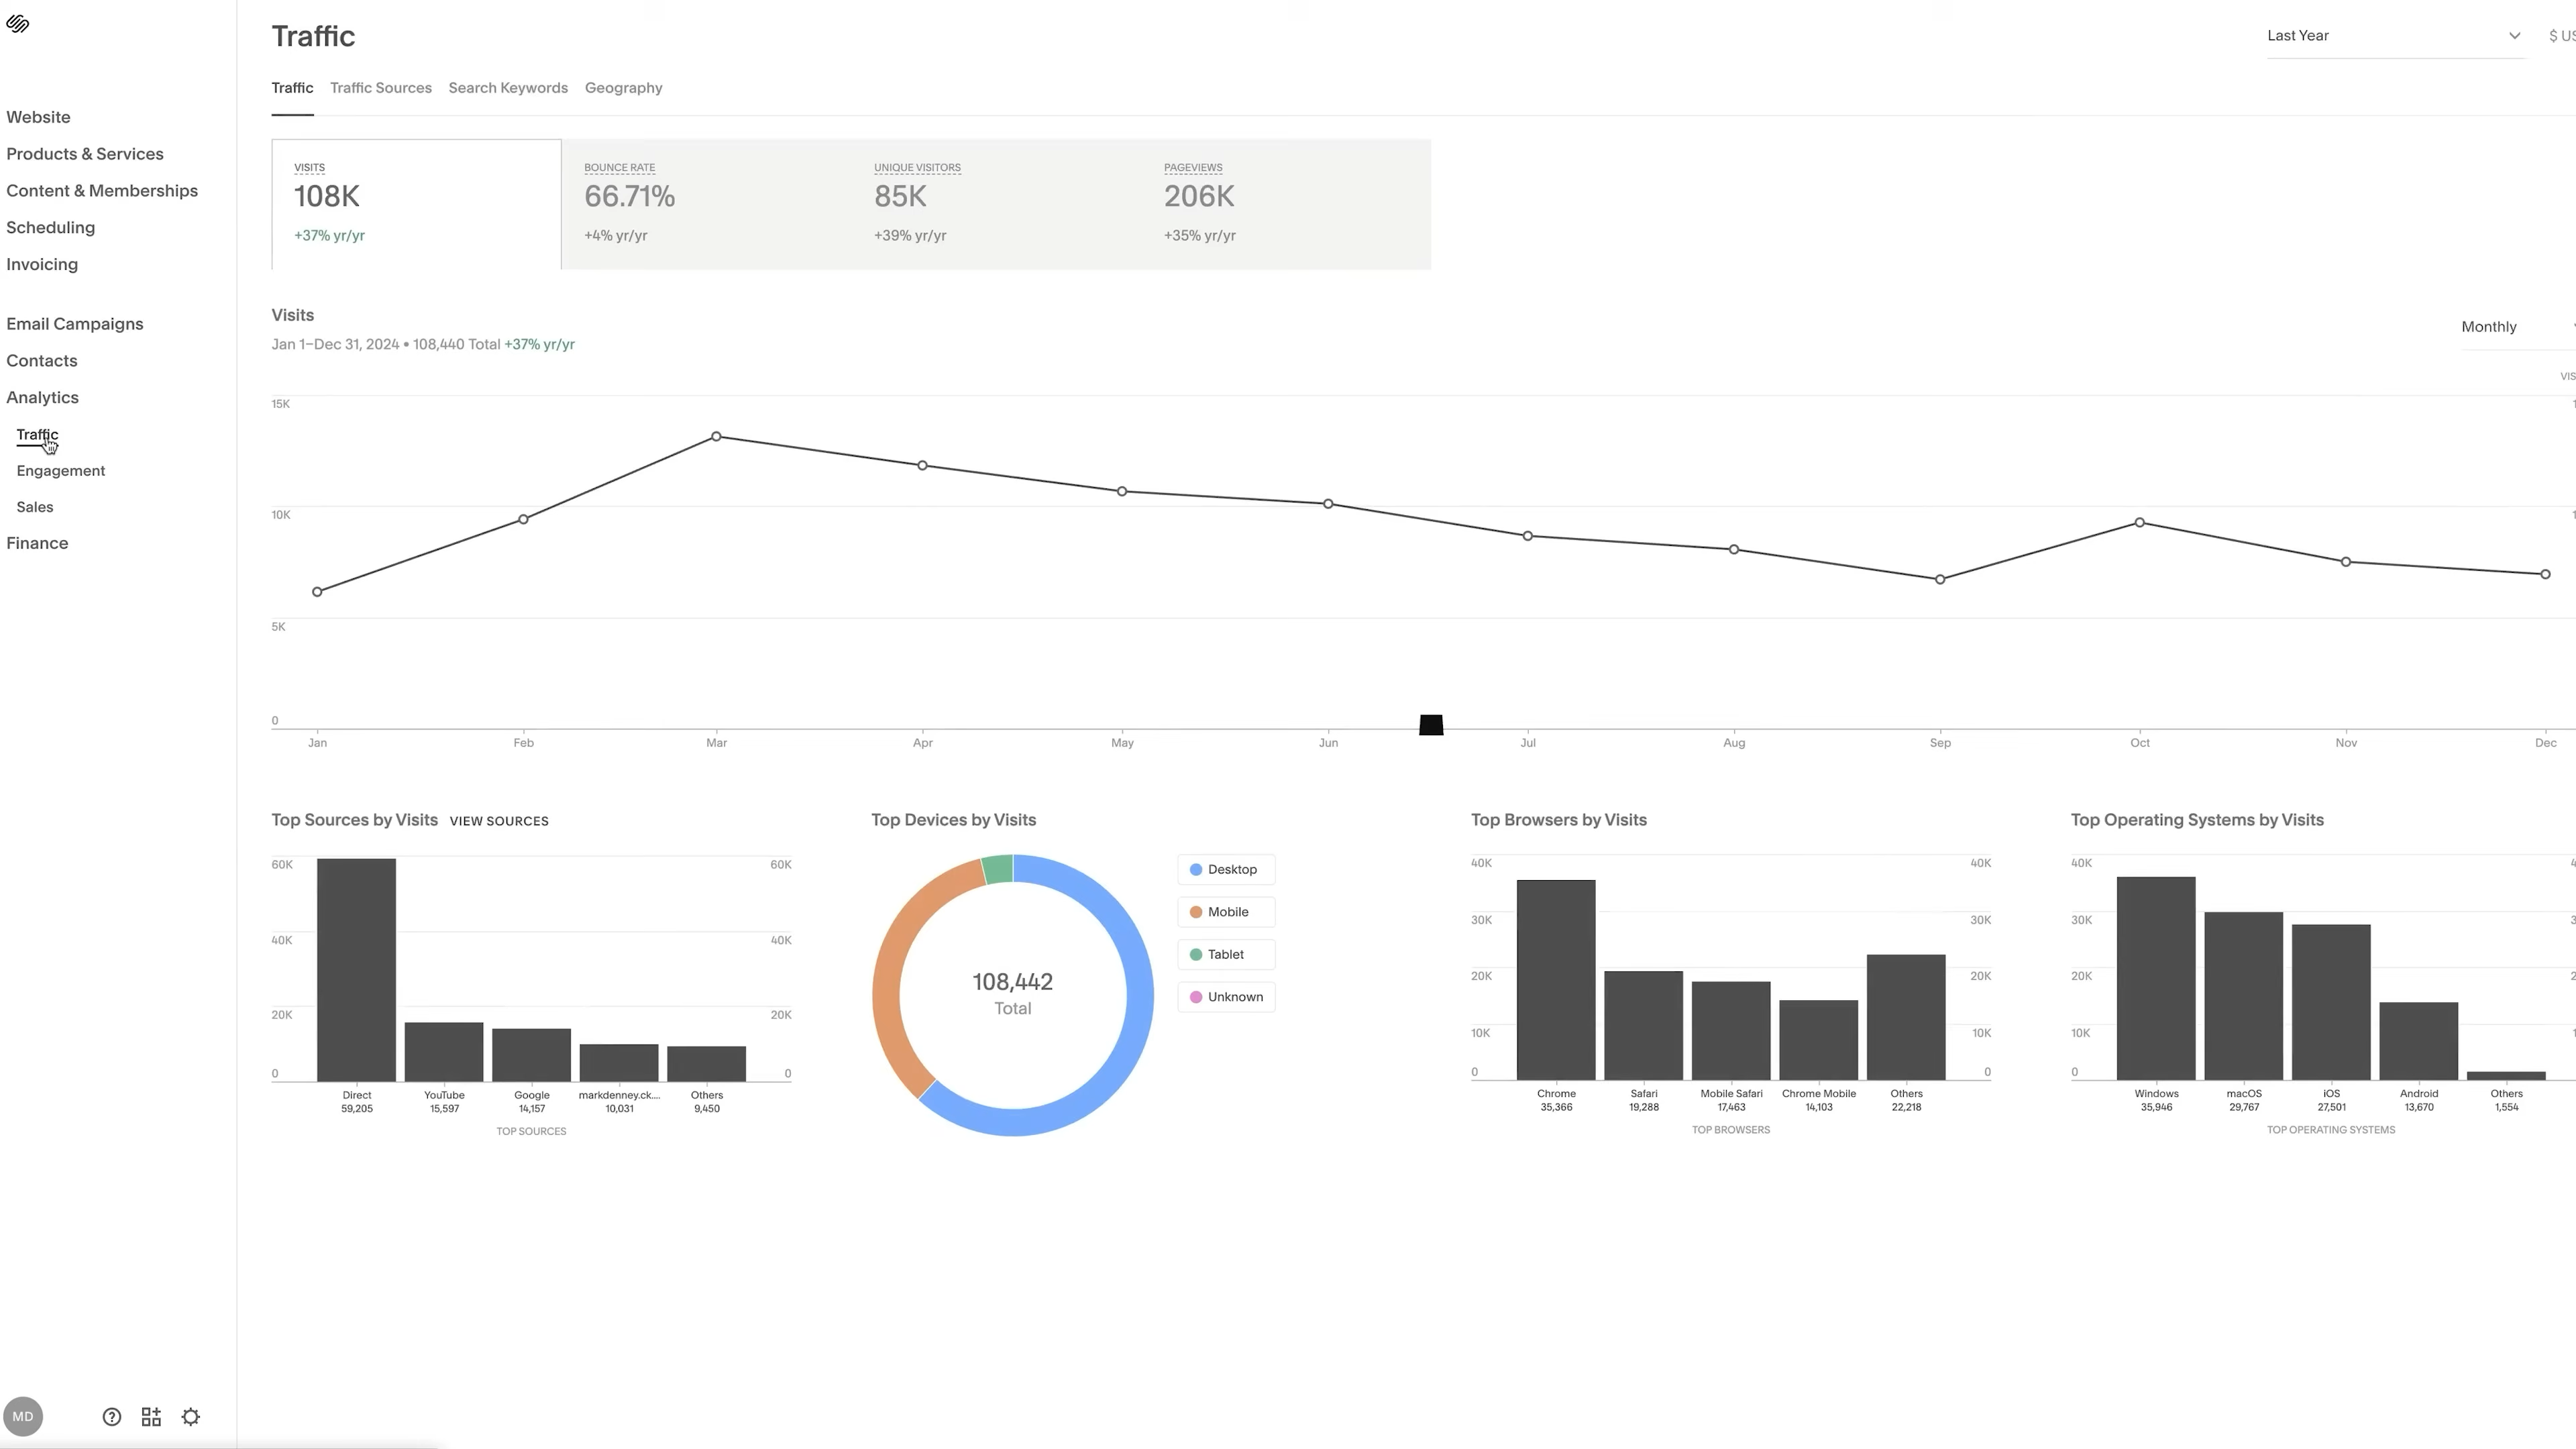 Traffic
Last Year
$ US
Website
Products & Services
Content & Memberships
Scheduling
Invoicing
Email Campaigns
Contacts
Analytics
Traffic
Engagement
Sales
Finance
MD
Traffic Traffic Sources Search Keywords Geography
VISITS
108K
+37% yr/yr
BOUNCE RATE
66.71%
+4% yr/yr
UNIQUE VISITORS
85K
+39% yr/yr
PAGEVIEWS
206K
+35% yr/yr
Visits
Jan 1–Dec 31, 2024 • 108,440 Total +37% yr/yr
Monthly
VIS
15K
10K
5K
0
Jan Feb Mar Apr May Jun Jul Aug Sep Oct Nov Dec
Top Sources by Visits VIEW SOURCES
60K 60K
40K 40K
20K 20K
0 0
Direct YouTube Google markdenney.ck.... Others
59,205 15,597 14,157 10,031 9,450
TOP SOURCES
Top Devices by Visits
108,442
Total
Desktop
Mobile
Tablet
Unknown
Top Browsers by Visits
40K 40K
30K 30K
20K 20K
10K 10K
0 0
Chrome Safari Mobile Safari Chrome Mobile Others
35,366 19,288 17,463 14,103 22,218
TOP BROWSERS
Top Operating Systems by Visits
40K
30K
20K
10K
0
Windows macOS iOS Android Others
35,946 29,767 27,501 13,670 1,554
TOP OPERATING SYSTEMS